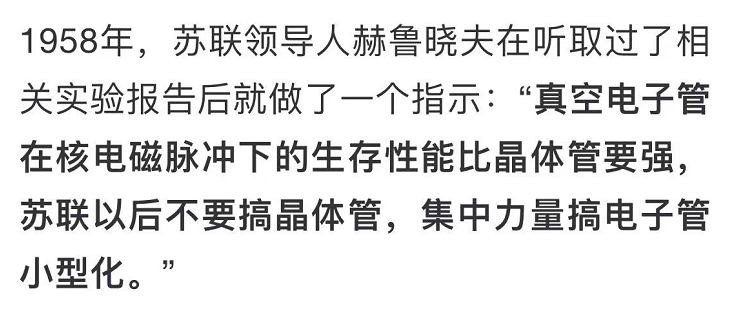 1958年，苏联领导人赫鲁晓夫在听取过了相
关实验报告后就做了一个指示：“真空电子管
在核电磁脉冲下的生存性能比晶体管要强，
苏联以后不要搞晶体管，集中力量搞电子管
小型化。”